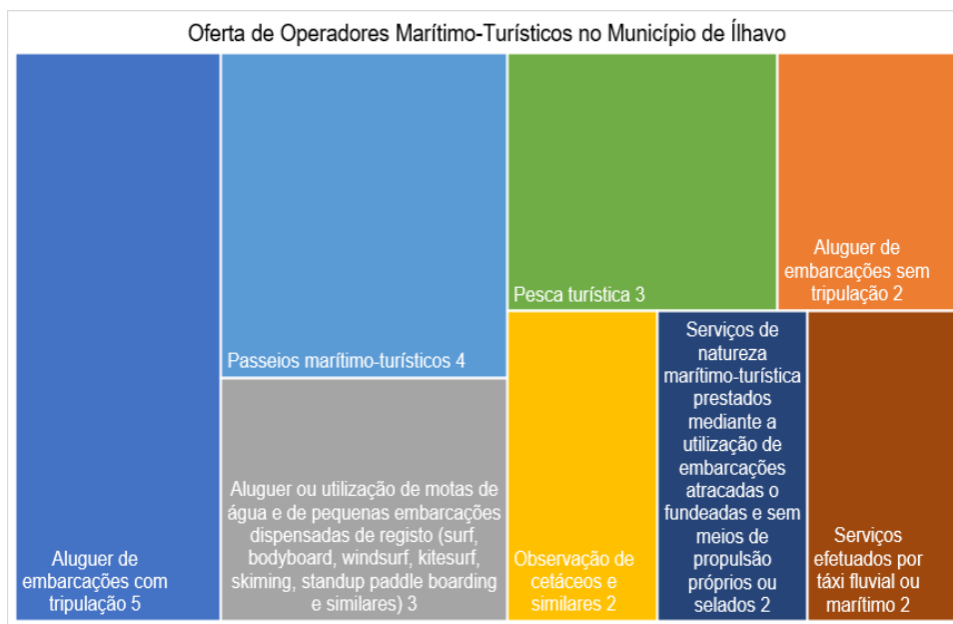 Oferta de Operadores Marítimo-Turísticos no Município de Ílhavo
Aluguer de
embarcações com
tripulação 5
Passeios marítimo-turísticos 4
Aluguer ou utilização de motas de
água e de pequenas embarcações
dispensadas de registo (surf,
bodyboard, windsurf, kitesurf,
skiming, standup paddle boarding
e similares) 3
Pesca turística 3
Aluguer de
embarcações sem
tripulação 2
Observação de
cetáceos e
similares 2
Serviços de
natureza
marítimo-turística
prestados
mediante a
utilização de
embarcações
atracadas o
fundeadas e sem
meios de
propulsão
próprios ou
selados 2
Serviços
efetuados por
táxi fluvial ou
marítimo 2